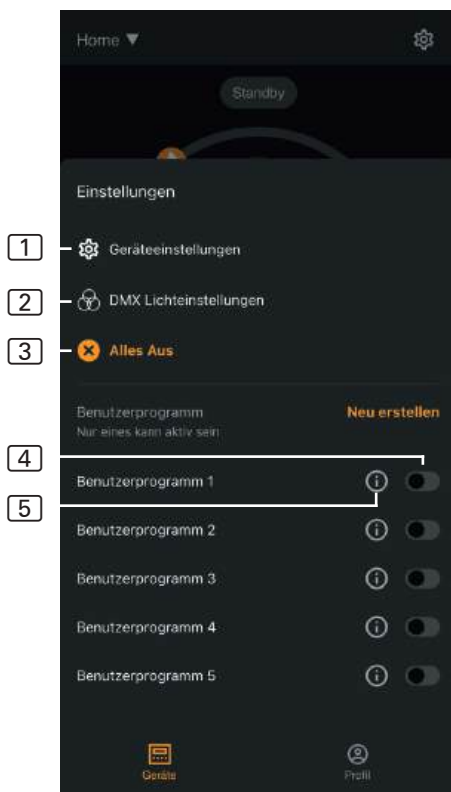 Home ▼
Standby
Einstellungen
1 Geräteeinstellungen
2 DMX Lichteinstellungen
3 Alles Aus
Benutzerprogramm Neu erstellen
Nur eines kann aktiv sein
4
Benutzerprogramm 1
5
Benutzerprogramm 2
Benutzerprogramm 3
Benutzerprogramm 4
Benutzerprogramm 5
Geräte Profil